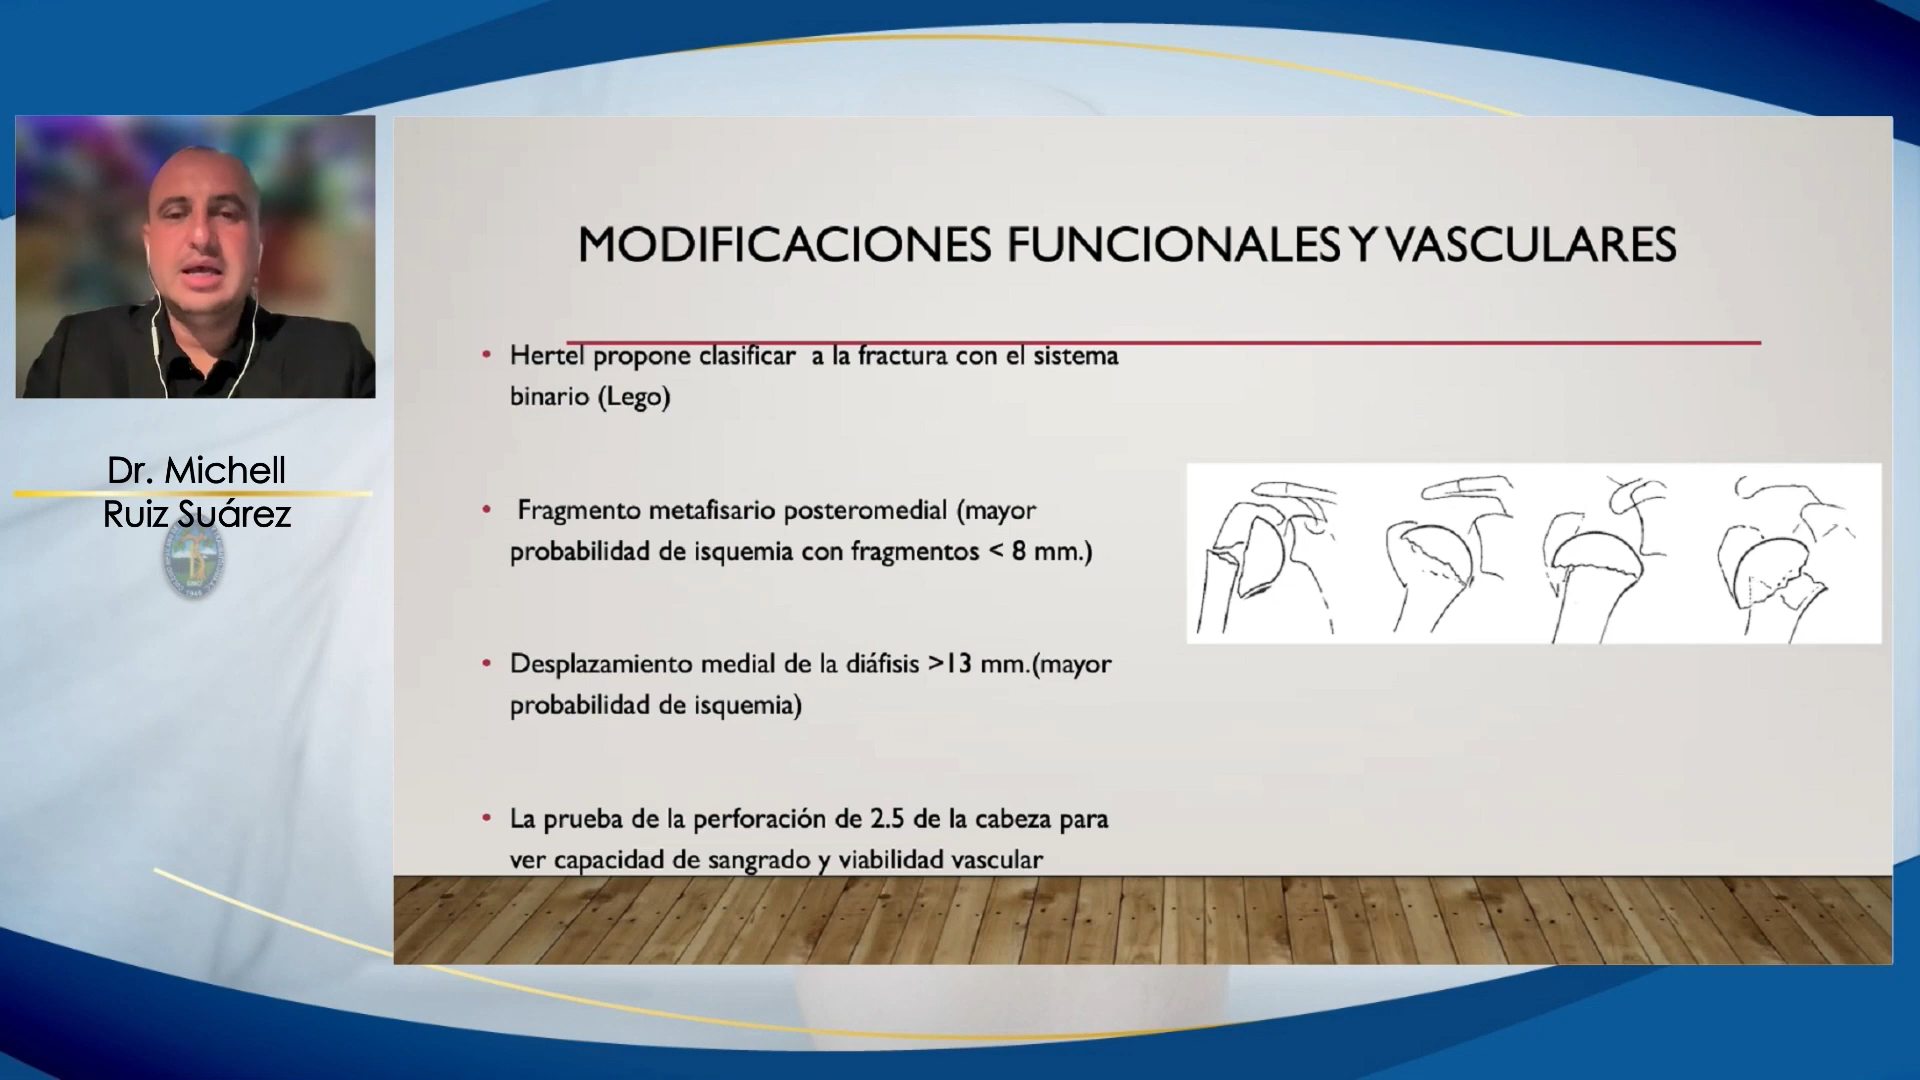 MODIFICACIONES FUNCIONALES Y VASCULARES
• Hertel propone clasificar a la fractura con el sistema
binario (Lego)
• Fragmento metafisario posteromedial (mayor
probabilidad de isquemia con fragmentos < 8 mm.)
• Desplazamiento medial de la diáfisis >13 mm.(mayor
probabilidad de isquemia)
• La prueba de la perforación de 2.5 de la cabeza para
ver capacidad de sangrado y viabilidad vascular
Dr. Michell
Ruiz Suárez